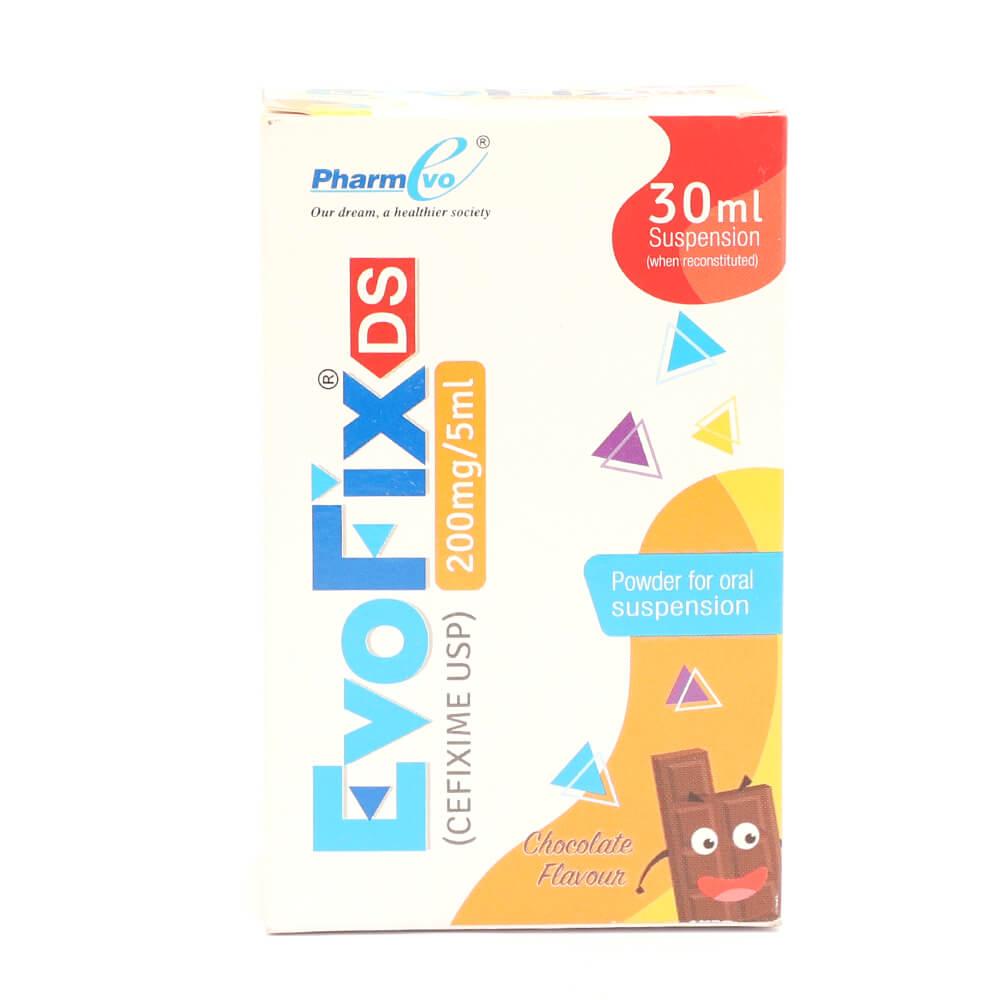 PharmEvo®
Our dream, a healthier society
30ml
Suspension
(when reconstituted)
EvoFix® DS
200mg/5ml
(CEFIXIME USP)
Powder for oral
suspension
Chocolate
Flavour